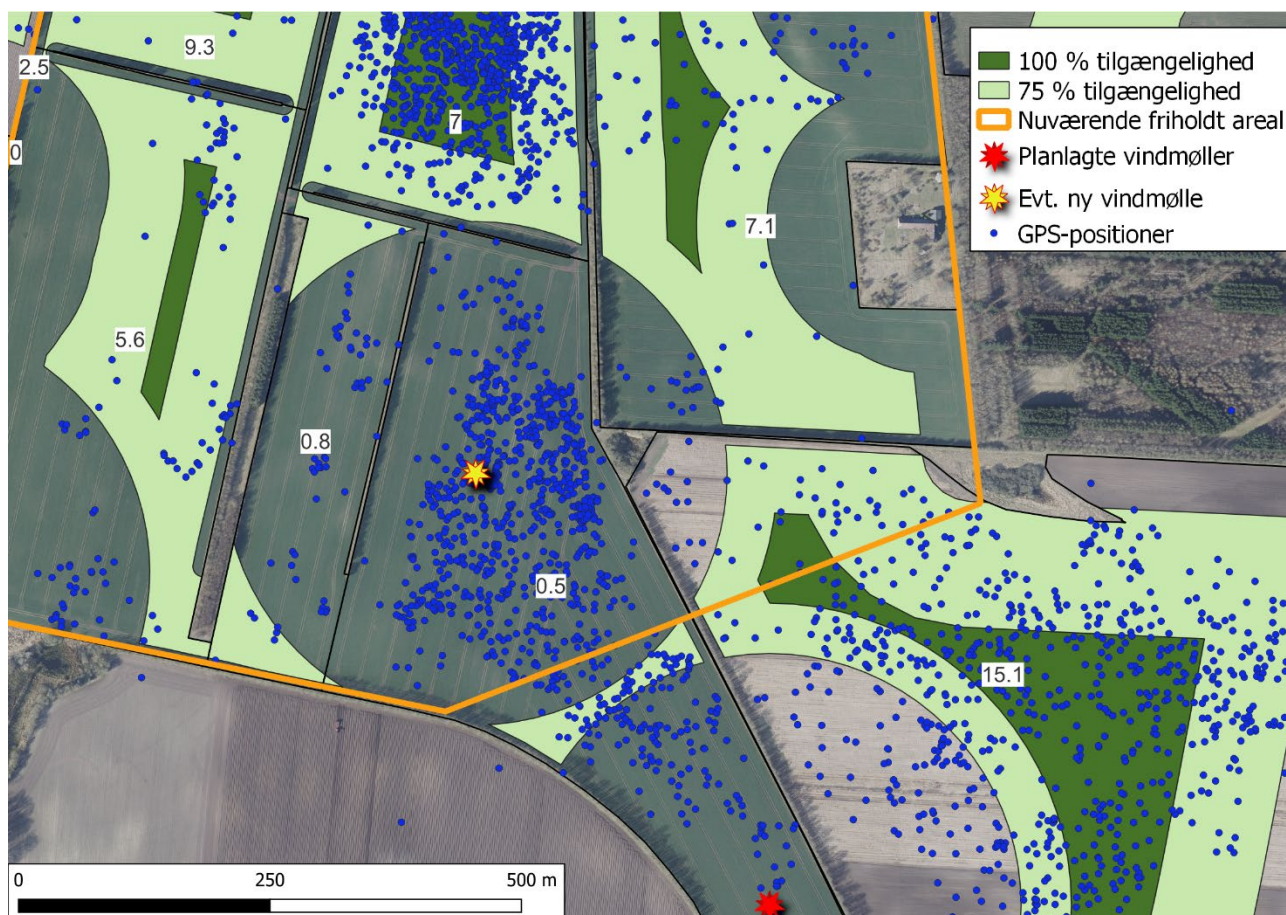 100 % tilgængelighed
75 % tilgængelighed
Nuværende friholdt areal
Planlagte vindmøller
Evt. ny vindmølle
GPS-positioner
9.3
2.5
7
0
7.1
5.6
0.8
0.5
15.1
0 250 500 m